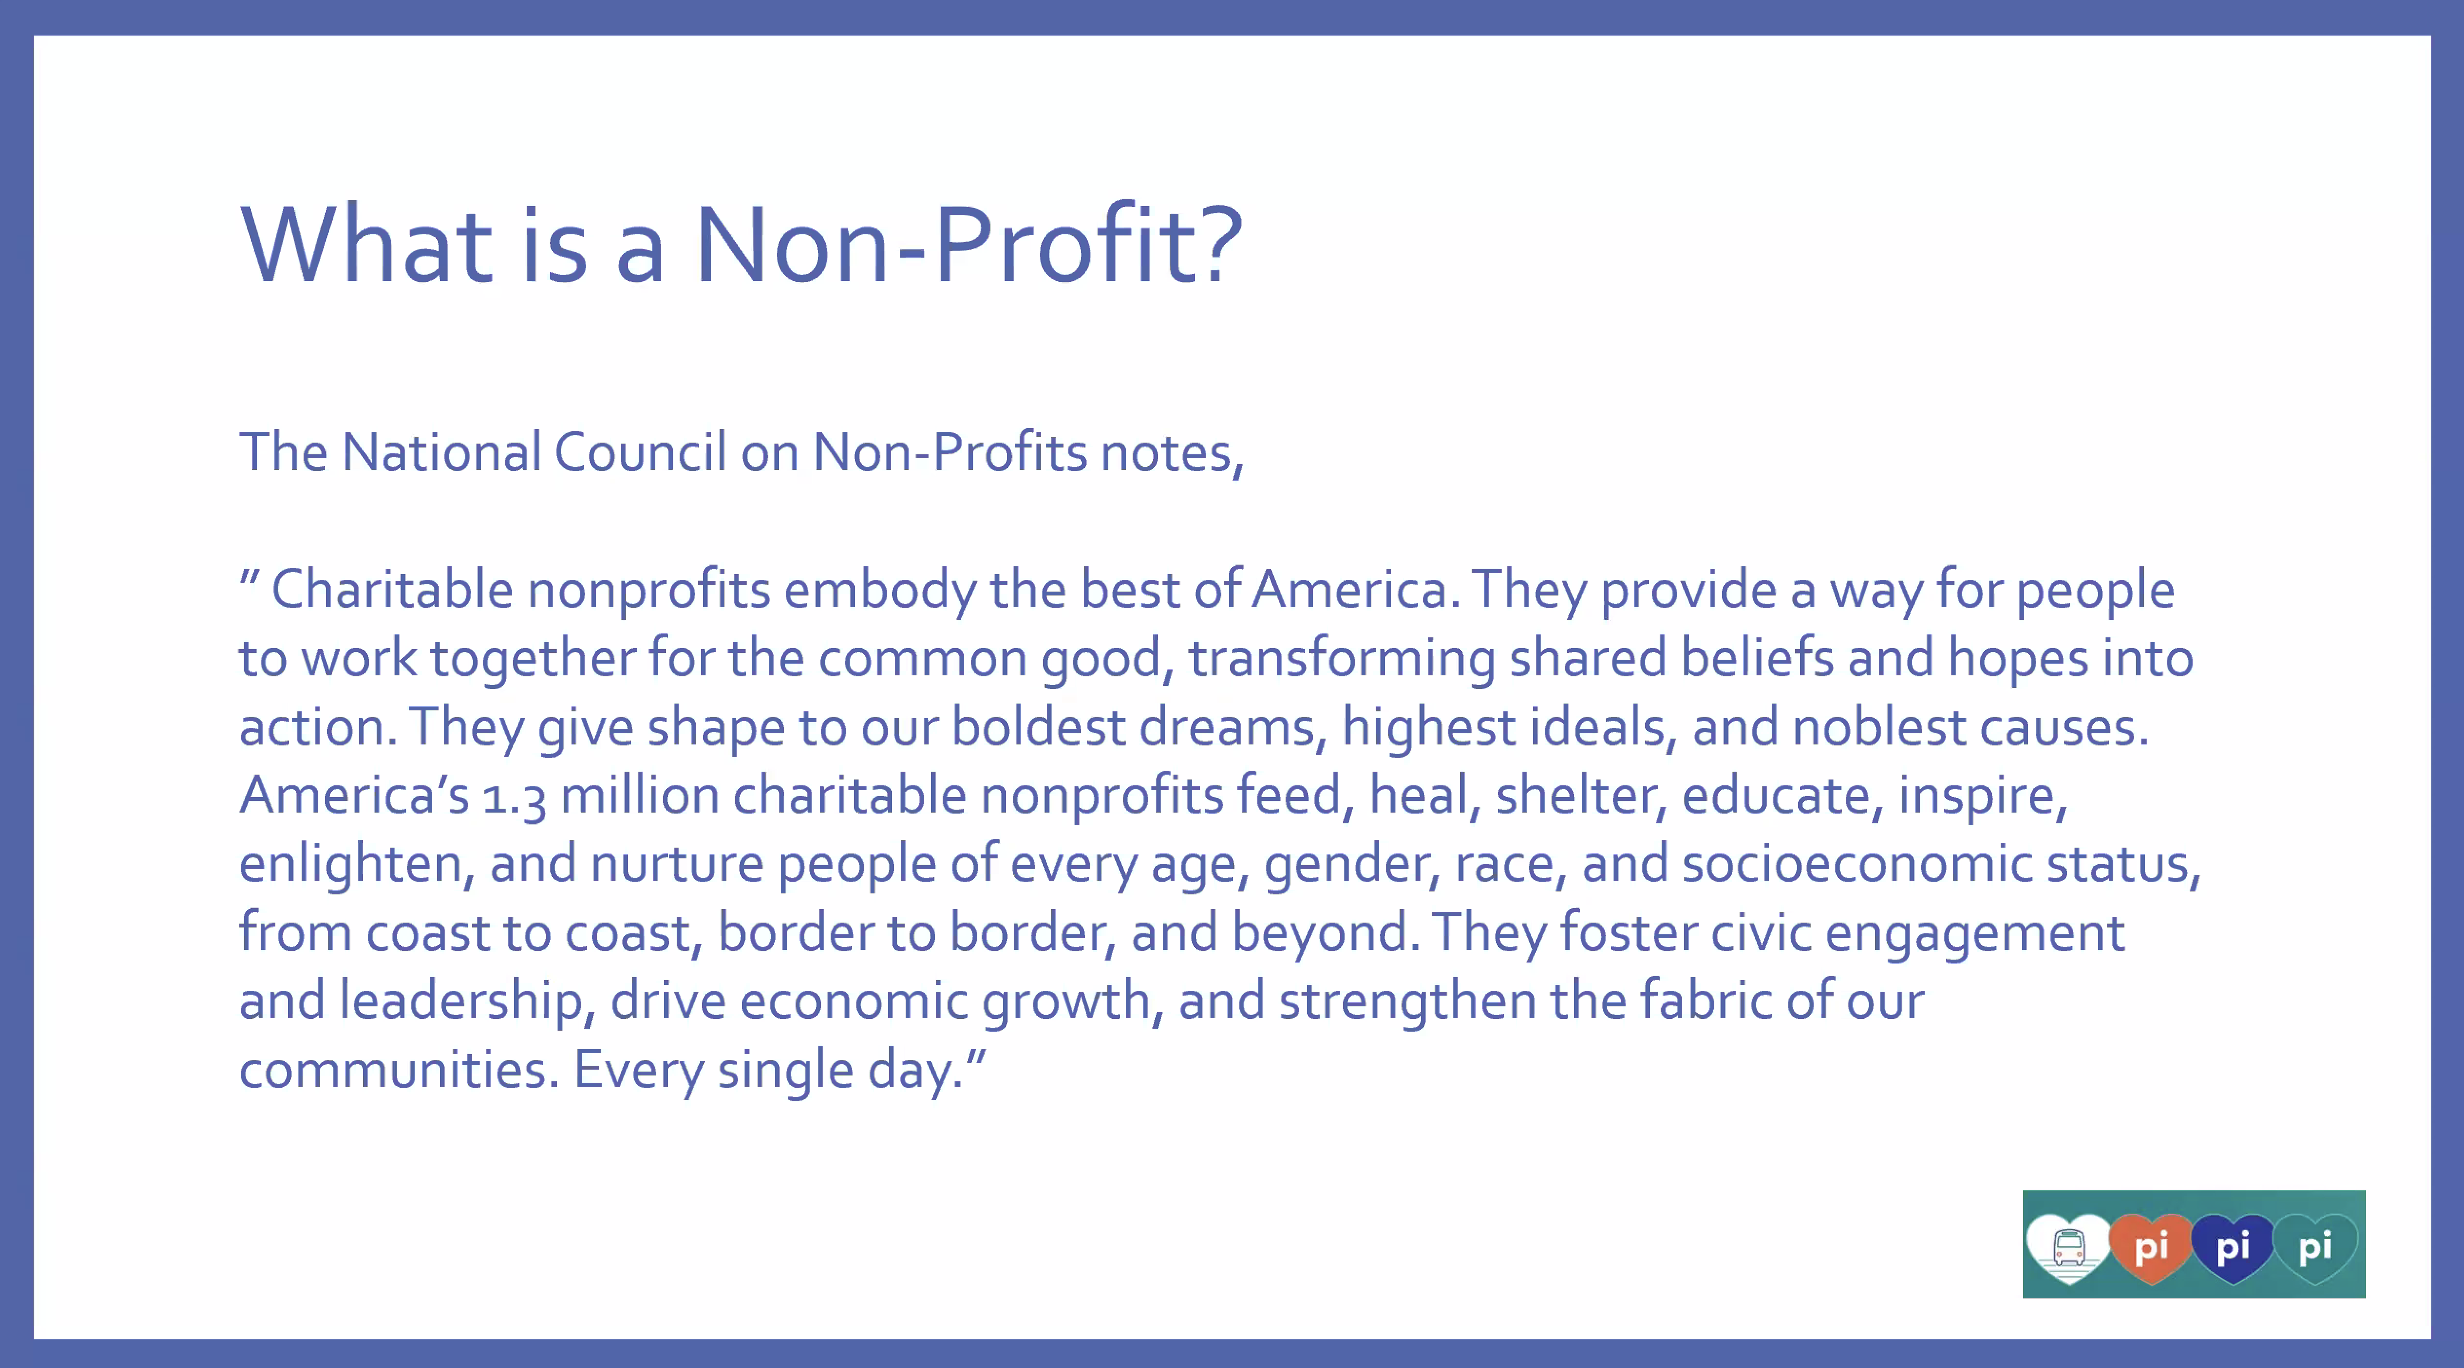 What is a Non-Profit?
The National Council on Non-Profits notes,
" Charitable nonprofits embody the best of America. They provide a way for people
to work together for the common good, transforming shared beliefs and hopes into
action. They give shape to our boldest dreams, highest ideals, and noblest causes.
America's 1.3 million charitable nonprofits feed, heal, shelter, educate, inspire,
enlighten, and nurture people of every age, gender, race, and socioeconomic status,
from coast to coast, border to border, and beyond. They foster civic engagement
and leadership, drive economic growth, and strengthen the fabric of our
communities. Every single day."
pi pi pi